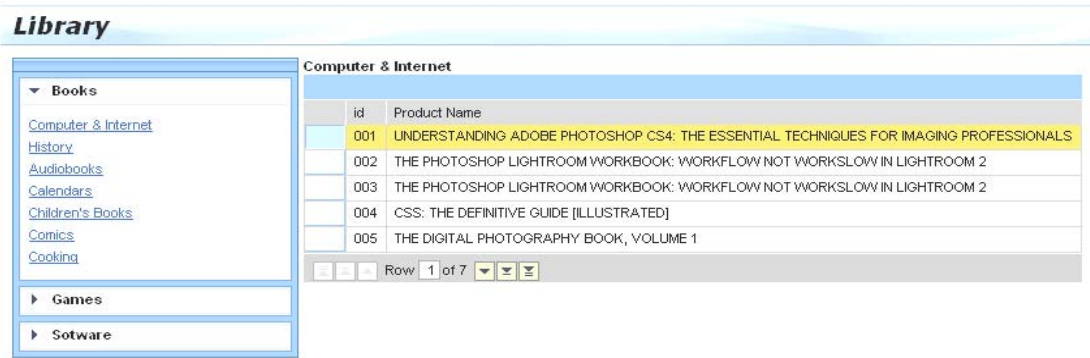 Library
Books
Computer & Internet
History
Audiobooks
Calendars
Children's Books
Comics
Cooking
Games
Sotware
Computer & Internet
id Product Name
001 UNDERSTANDING ADOBE PHOTOSHOP CS4: THE ESSENTIAL TECHNIQUES FOR IMAGING PROFESSIONALS
002 THE PHOTOSHOP LIGHTROOM WORKBOOK: WORKFLOW NOT WORKSLOW IN LIGHTROOM 2
003 THE PHOTOSHOP LIGHTROOM WORKBOOK: WORKFLOW NOT WORKSLOW IN LIGHTROOM 2
004 CSS: THE DEFINITIVE GUIDE [ILLUSTRATED]
005 THE DIGITAL PHOTOGRAPHY BOOK, VOLUME 1
Row 1 of 7